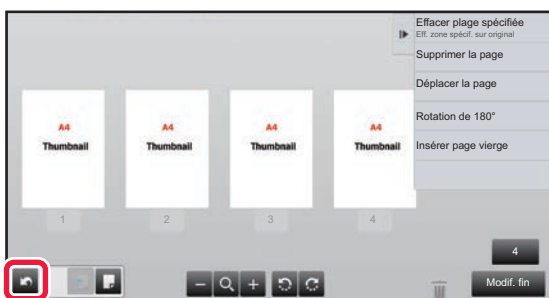 Effacer plage spécifiée
Eff. zone spécif. sur original
Supprimer la page
Déplacer la page
Rotation de 180°
Insérer page vierge
A4
Thumbnail
A4
Thumbnail
A4
Thumbnail
A4
Thumbnail
1
2
3
4
4
Modif. fin